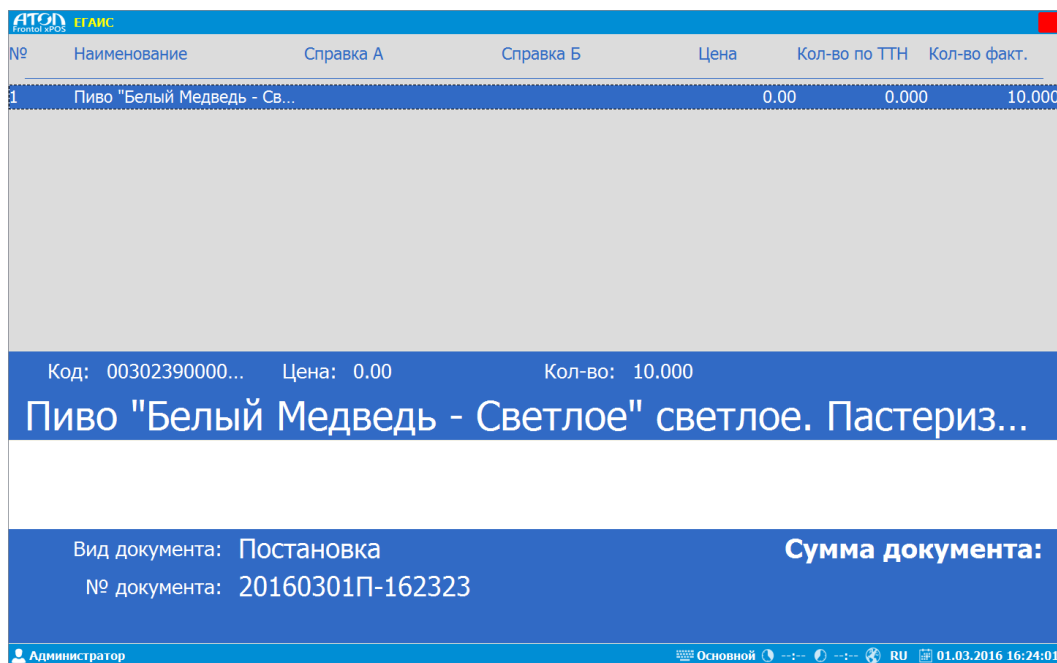 АТОЛ ЕГАИС
Frontol xPOS
№ Наименование Справка А Справка Б Цена Кол-во по ТТН Кол-во факт.
1 Пиво "Белый Медведь - Св... 0.00 0.000 10.000
Код: 00302390000... Цена: 0.00 Кол-во: 10.000
Пиво "Белый Медведь - Светлое" светлое. Пастериз...
Вид документа: Постановка Сумма документа:
№ документа: 20160301П-162323
Администратор Основной --:-- --:-- RU 01.03.2016 16:24:01